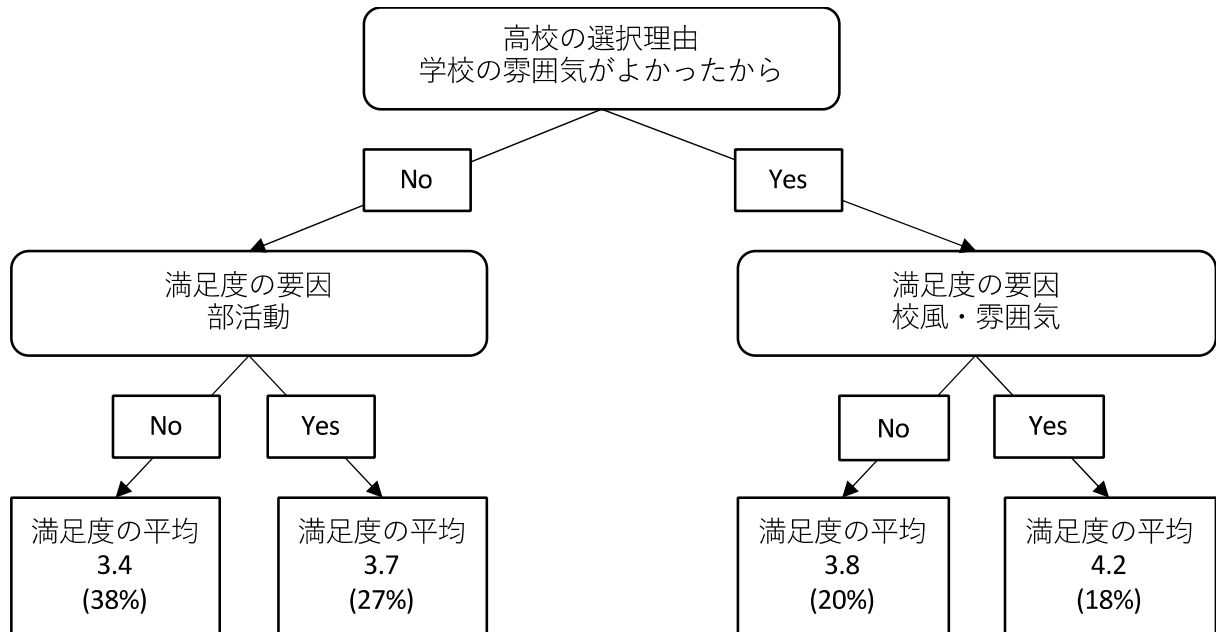 高校の選択理由
学校の雰囲気がよかったから
No
Yes
満足度の要因
部活動
満足度の要因
校風・雰囲気
No
Yes
No
Yes
満足度の平均
3.4
(38%)
満足度の平均
3.7
(27%)
満足度の平均
3.8
(20%)
満足度の平均
4.2
(18%)